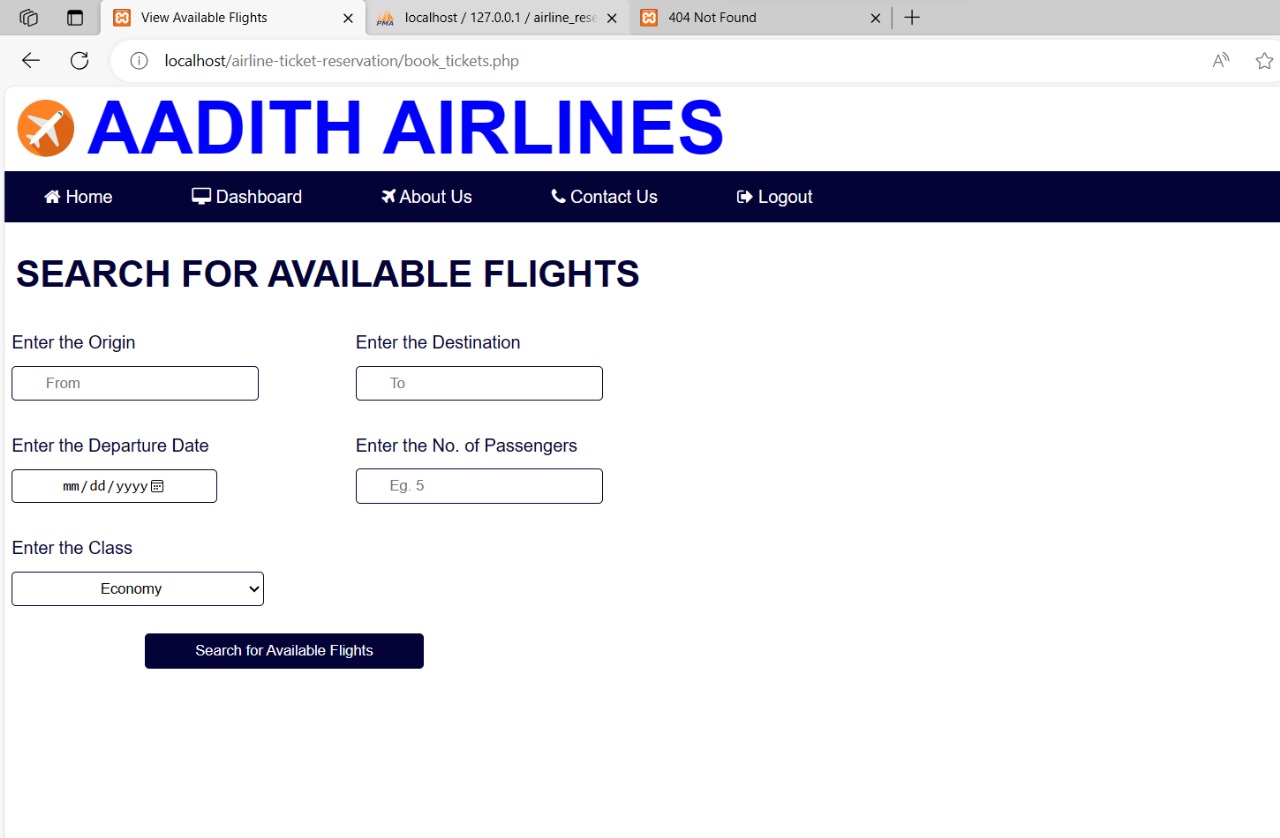 View Available Flights
localhost / 127.0.0.1 / airline_rese
404 Not Found
localhost/airline-ticket-reservation/book_tickets.php
AADITH AIRLINES
Home Dashboard About Us Contact Us Logout
SEARCH FOR AVAILABLE FLIGHTS
Enter the Origin Enter the Destination
From To
Enter the Departure Date Enter the No. of Passengers
mm/dd/yyyy Eg. 5
Enter the Class
Economy
Search for Available Flights